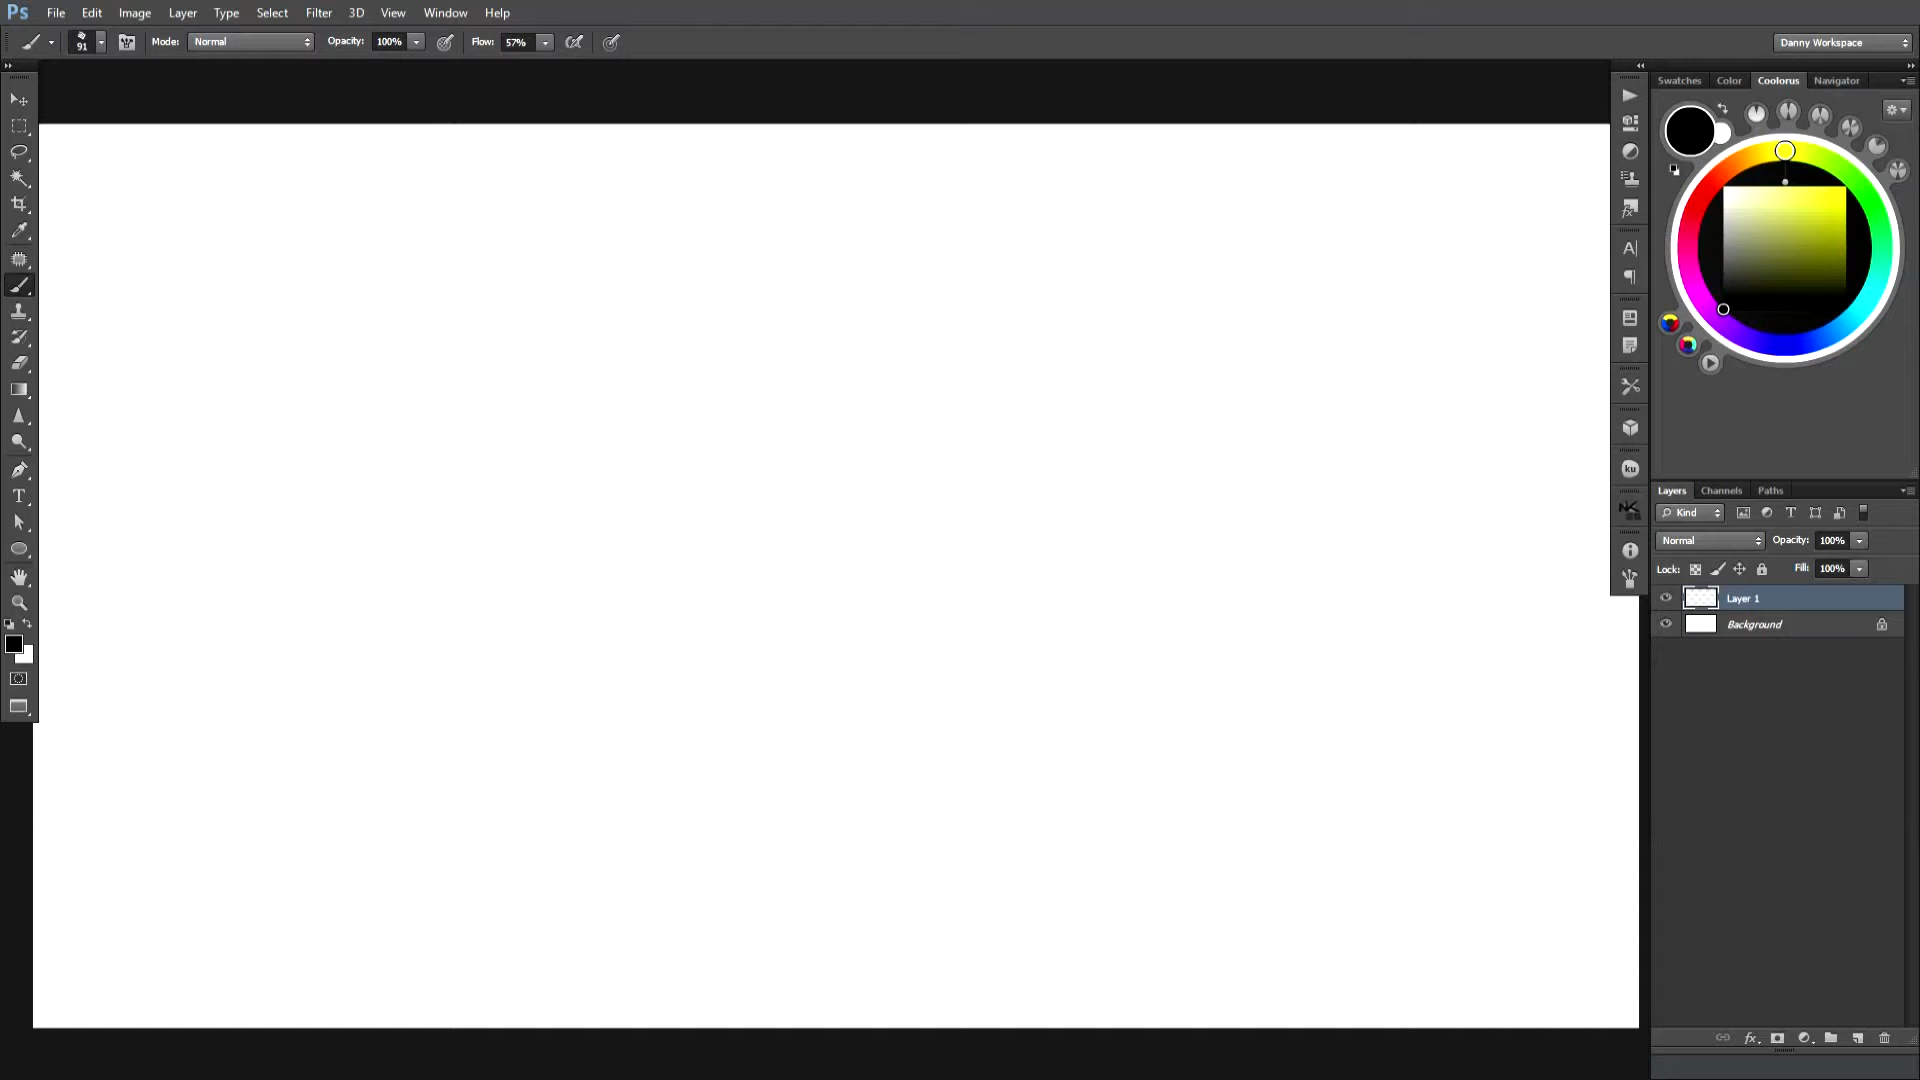 Ps File Edit Image Layer Type Select Filter 3D View Window Help
91 Mode: Normal Opacity: 100% Flow: 57% Danny Workspace
Swatches Color Coolorus Navigator
A
ku
T
Layers Channels Paths
Kind T
Normal Opacity: 100%
Lock: Fill: 100%
Layer 1
Background
fx